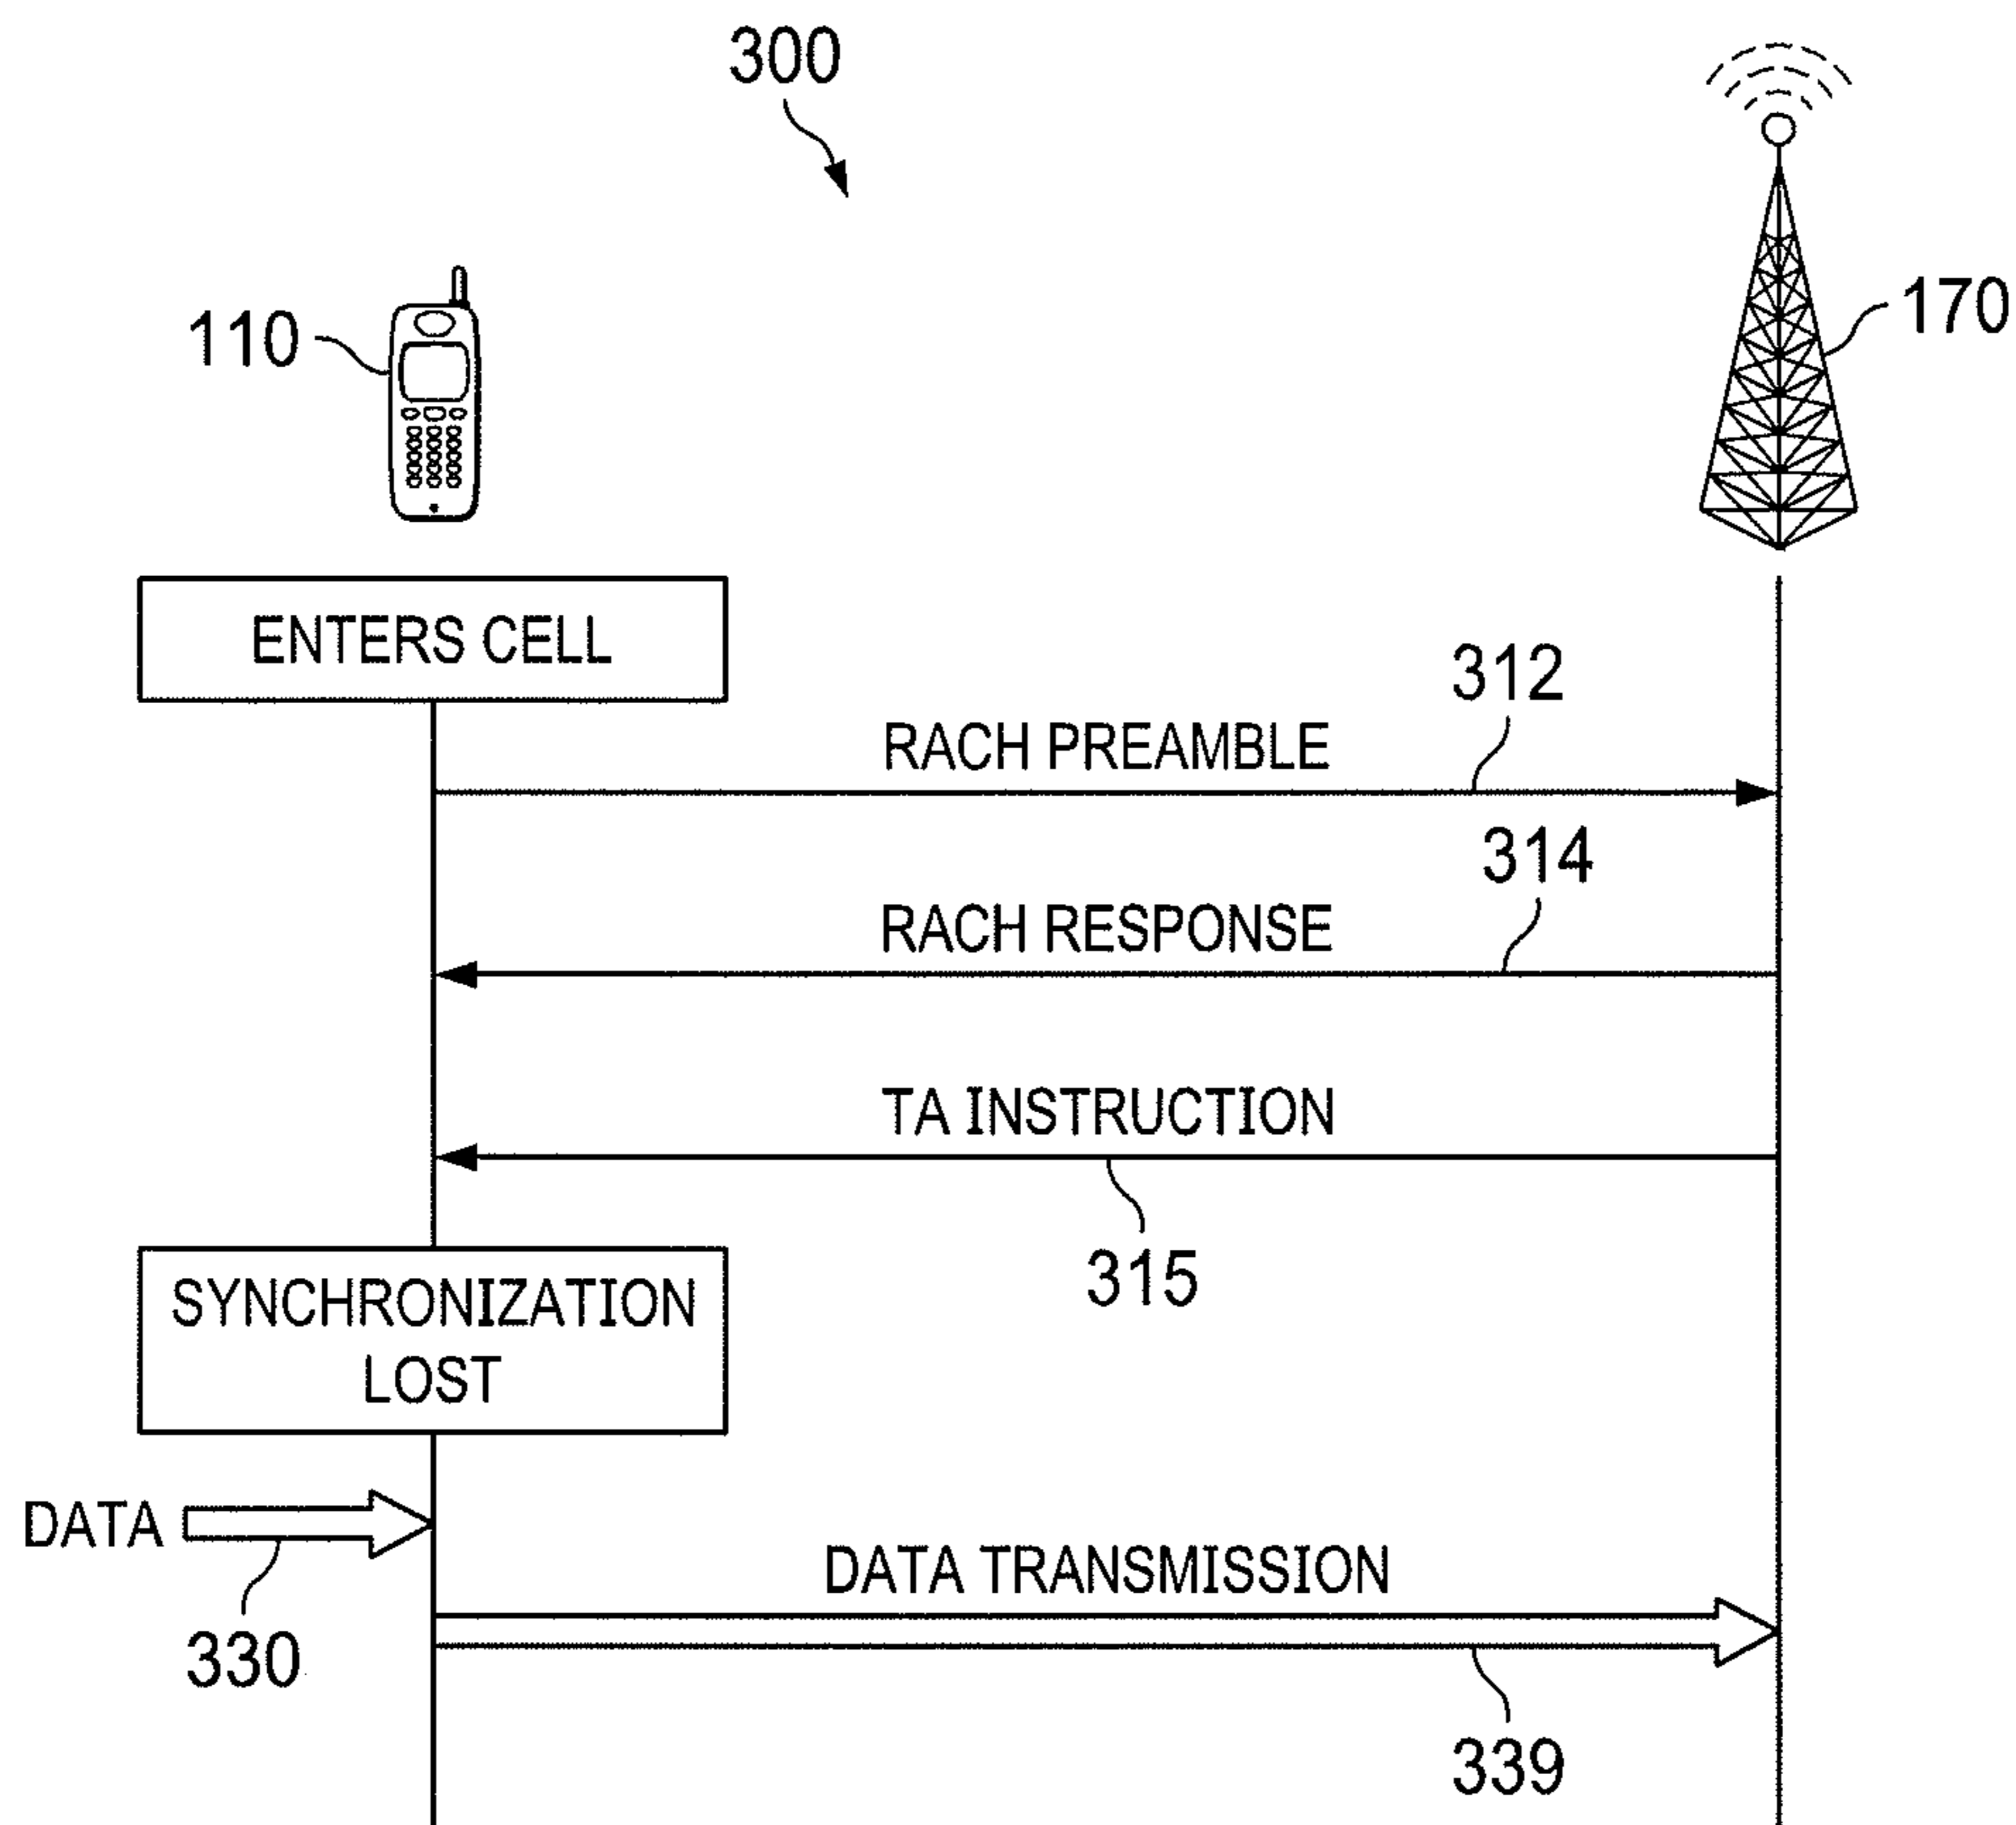 300
110
170
ENTERS CELL
312
RACH PREAMBLE
314
RACH RESPONSE
TA INSTRUCTION
315
SYNCHRONIZATION
LOST
DATA
330
DATA TRANSMISSION
339